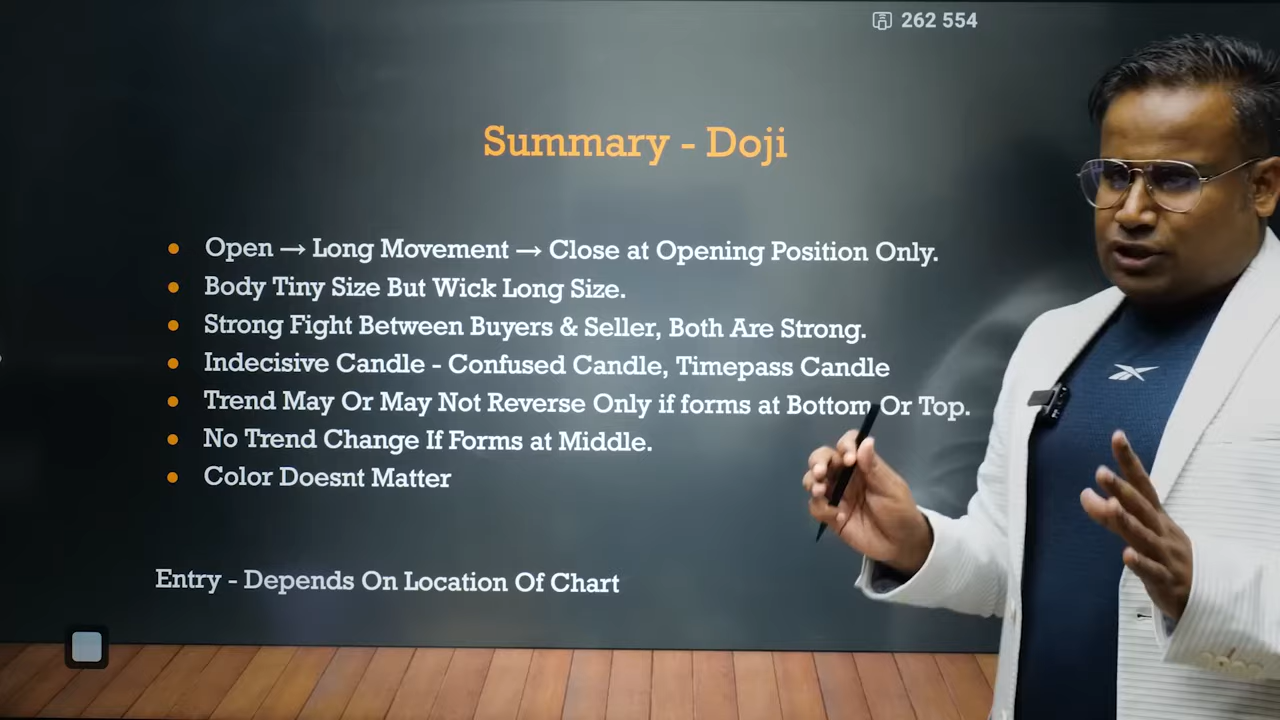 262 554
Summary - Doji
Open → Long Movement → Close at Opening Position Only.
Body Tiny Size But Wick Long Size.
Strong Fight Between Buyers & Seller, Both Are Strong.
Indecisive Candle - Confused Candle, Timepass Candle
Trend May Or May Not Reverse Only if forms at Bottom Or Top.
No Trend Change If Forms at Middle.
Color Doesnt Matter
Entry - Depends On Location Of Chart